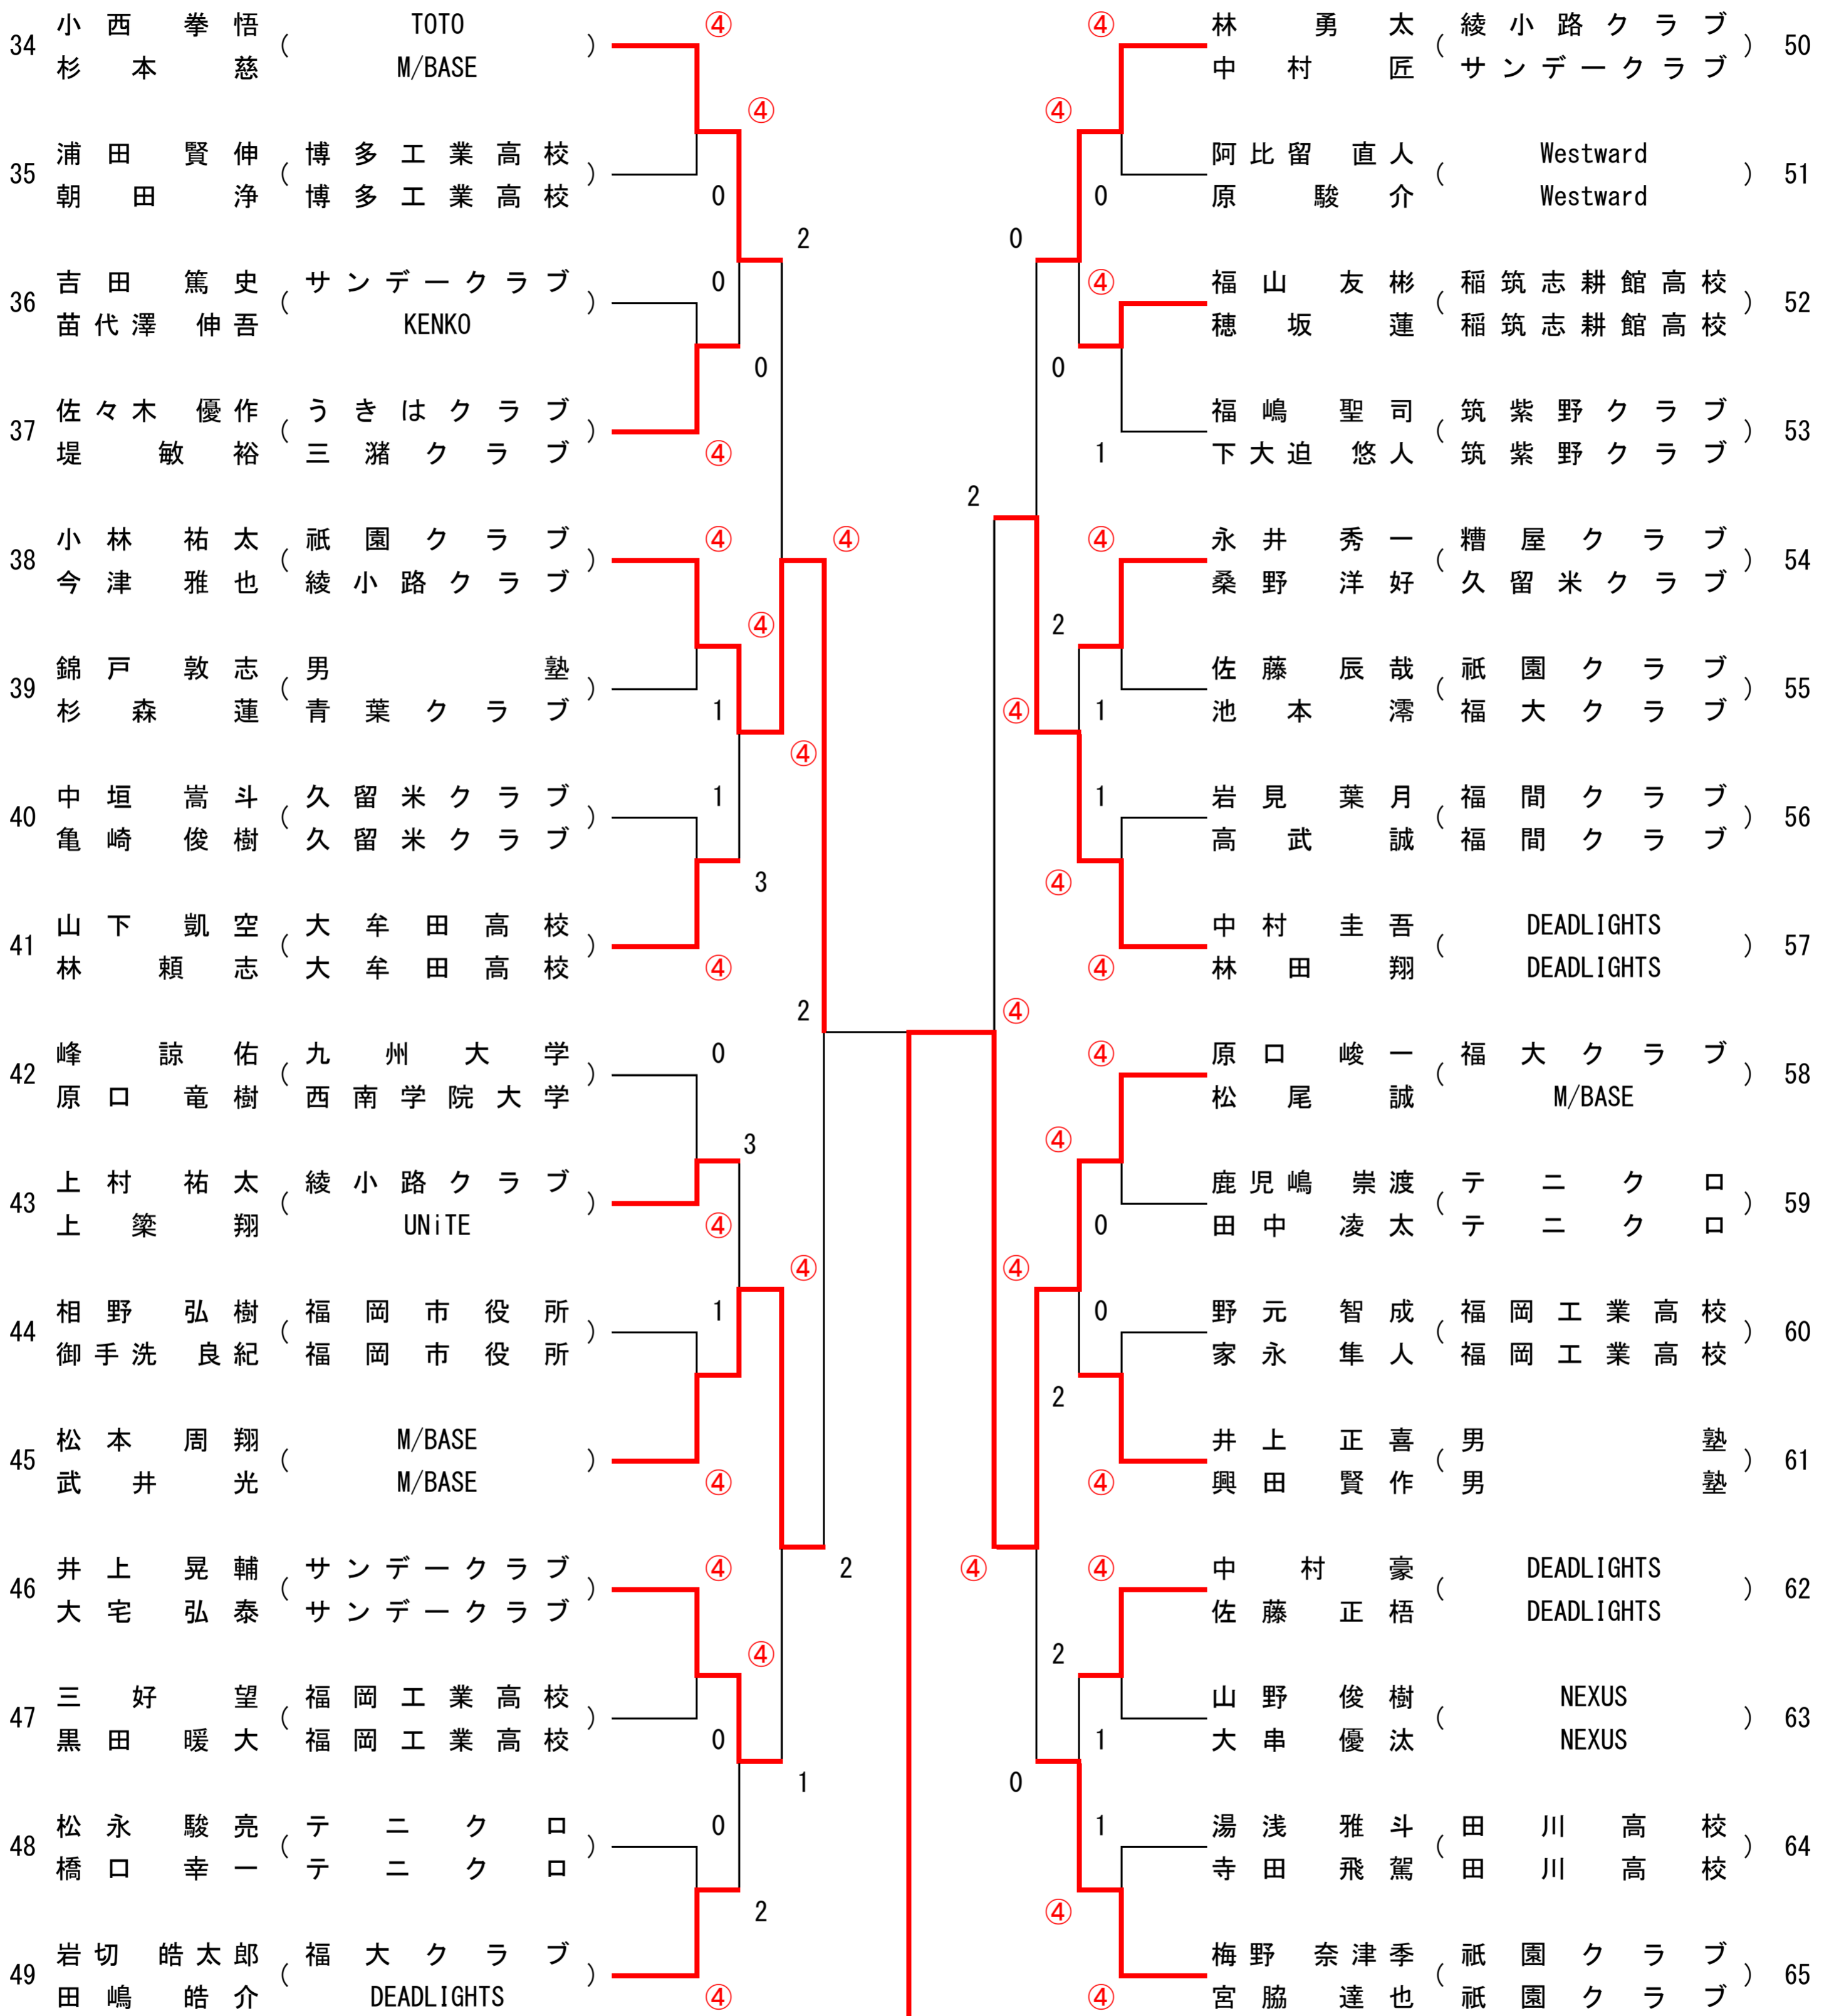 34 小西 拳悟 ( TOTO ) ④
杉本 慈 M/BASE
④
35 浦田 賢伸 ( 博多工業高校 )
朝田 浄 博多工業高校 0
2
36 吉田 篤史 ( サンデークラブ ) 0
苗代澤 伸吾 KENKO
0
37 佐々木 優作 ( うきはクラブ )
堤 敏裕 三潴クラブ ④
38 小林 祐太 ( 祇園クラブ ) ④ ④
今津 雅也 綾小路クラブ
④
39 錦戸 敦志 ( 男塾 )
杉森 蓮 青葉クラブ 1
④
40 中垣 嵩斗 ( 久留米クラブ ) 1
亀崎 俊樹 久留米クラブ
3
41 山下 凱空 ( 大牟田高校 )
林 頼志 大牟田高校 ④
2
42 峰 諒佑 ( 九州大学 ) 0
原口 竜樹 西南学院大学
3
43 上村 祐太 ( 綾小路クラブ )
上簗 翔 UNiTE ④
④
44 相野 弘樹 ( 福岡市役所 ) 1
御手洗 良紀 福岡市役所
45 松本 周翔 ( M/BASE )
武井 光 M/BASE ④
46 井上 晃輔 ( サンデークラブ ) ④ 2
大宅 弘泰 サンデークラブ
④
47 三好 望 ( 福岡工業高校 )
黒田 暖大 福岡工業高校 0
1
48 松永 駿亮 ( テニクロ ) 0
橋口 幸一 テニクロ
2
49 岩切 皓太郎 ( 福大クラブ )
田嶋 皓介 DEADLIGHTS ④
④ 林 勇太 ( 綾小路クラブ ) 50
中村 匠 サンデークラブ
④
阿比留 直人 ( Westward ) 51
0 原 駿介 Westward
0
④ 福山 友彬 ( 稲筑志耕館高校 ) 52
穂坂 蓮 稲筑志耕館高校
0
福嶋 聖司 ( 筑紫野クラブ ) 53
1 下大迫 悠人 筑紫野クラブ
2
④ 永井 秀一 ( 糟屋クラブ ) 54
桑野 洋好 久留米クラブ
2
佐藤 辰哉 ( 祇園クラブ ) 55
④ 1 池本 澪 福大クラブ
1 岩見 葉月 ( 福間クラブ ) 56
高武 誠 福間クラブ
④
中村 圭吾 ( DEADLIGHTS ) 57
④ 林田 翔 DEADLIGHTS
④
④ 原口 峻一 ( 福大クラブ ) 58
松尾 誠 M/BASE
④
鹿児嶋 崇渡 ( テニクロ ) 59
0 田中 凌太 テニクロ
④
0 野元 智成 ( 福岡工業高校 ) 60
家永 隼人 福岡工業高校
2
井上 正喜 ( 男塾 ) 61
④ 興田 賢作 男塾
④ ④ 中村 豪 ( DEADLIGHTS ) 62
佐藤 正梧 DEADLIGHTS
2
山野 俊樹 ( NEXUS ) 63
1 大串 優汰 NEXUS
0
1 湯浅 雅斗 ( 田川高校 ) 64
寺田 飛駕 田川高校
④
梅野 奈津季 ( 祇園クラブ ) 65
④ 宮脇 達也 祇園クラブ